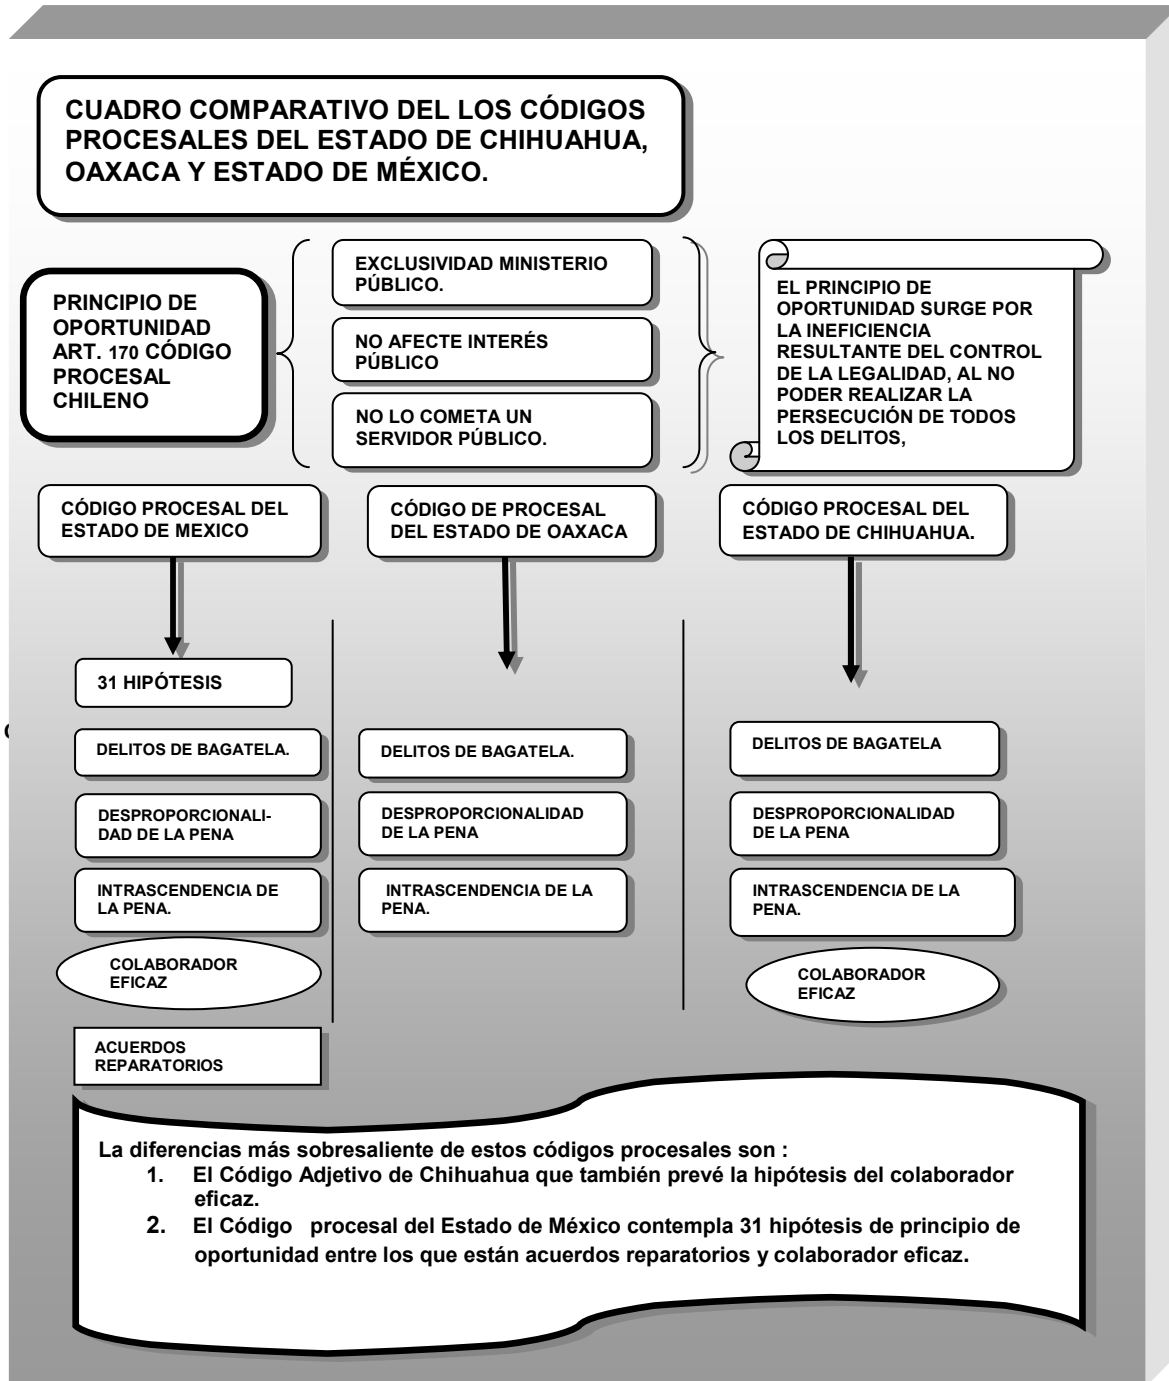 CUADRO COMPARATIVO DEL LOS CÓDIGOS
PROCESALES DEL ESTADO DE CHIHUAHUA,
OAXACA Y ESTADO DE MÉXICO.
PRINCIPIO DE
OPORTUNIDAD
ART. 170 CÓDIGO
PROCESAL
CHILENO
EXCLUSIVIDAD MINISTERIO
PÚBLICO.
NO AFECTE INTERÉS
PÚBLICO
NO LO COMETA UN
SERVIDOR PÚBLICO.
EL PRINCIPIO DE
OPORTUNIDAD SURGE POR
LA INEFICIENCIA
RESULTANTE DEL CONTROL
DE LA LEGALIDAD, AL NO
PODER REALIZAR LA
PERSECUCIÓN DE TODOS
LOS DELITOS,
CÓDIGO PROCESAL DEL
ESTADO DE MEXICO
CÓDIGO DE PROCESAL
DEL ESTADO DE OAXACA
CÓDIGO PROCESAL DEL
ESTADO DE CHIHUAHUA.
31 HIPÓTESIS
DELITOS DE BAGATELA.
DESPROPORCIONALI-
DAD DE LA PENA
INTRASCENDENCIA DE
LA PENA.
COLABORADOR
EFICAZ
ACUERDOS
REPARATORIOS
DELITOS DE BAGATELA.
DESPROPORCIONALIDAD
DE LA PENA
INTRASCENDENCIA DE LA
PENA.
DELITOS DE BAGATELA
DESPROPORCIONALIDAD
DE LA PENA
INTRASCENDENCIA DE LA
PENA.
COLABORADOR
EFICAZ
La diferencias más sobresaliente de estos códigos procesales son :
1. El Código Adjetivo de Chihuahua que también prevé la hipótesis del colaborador
eficaz.
2. El Código procesal del Estado de México contempla 31 hipótesis de principio de
oportunidad entre los que están acuerdos reparatorios y colaborador eficaz.